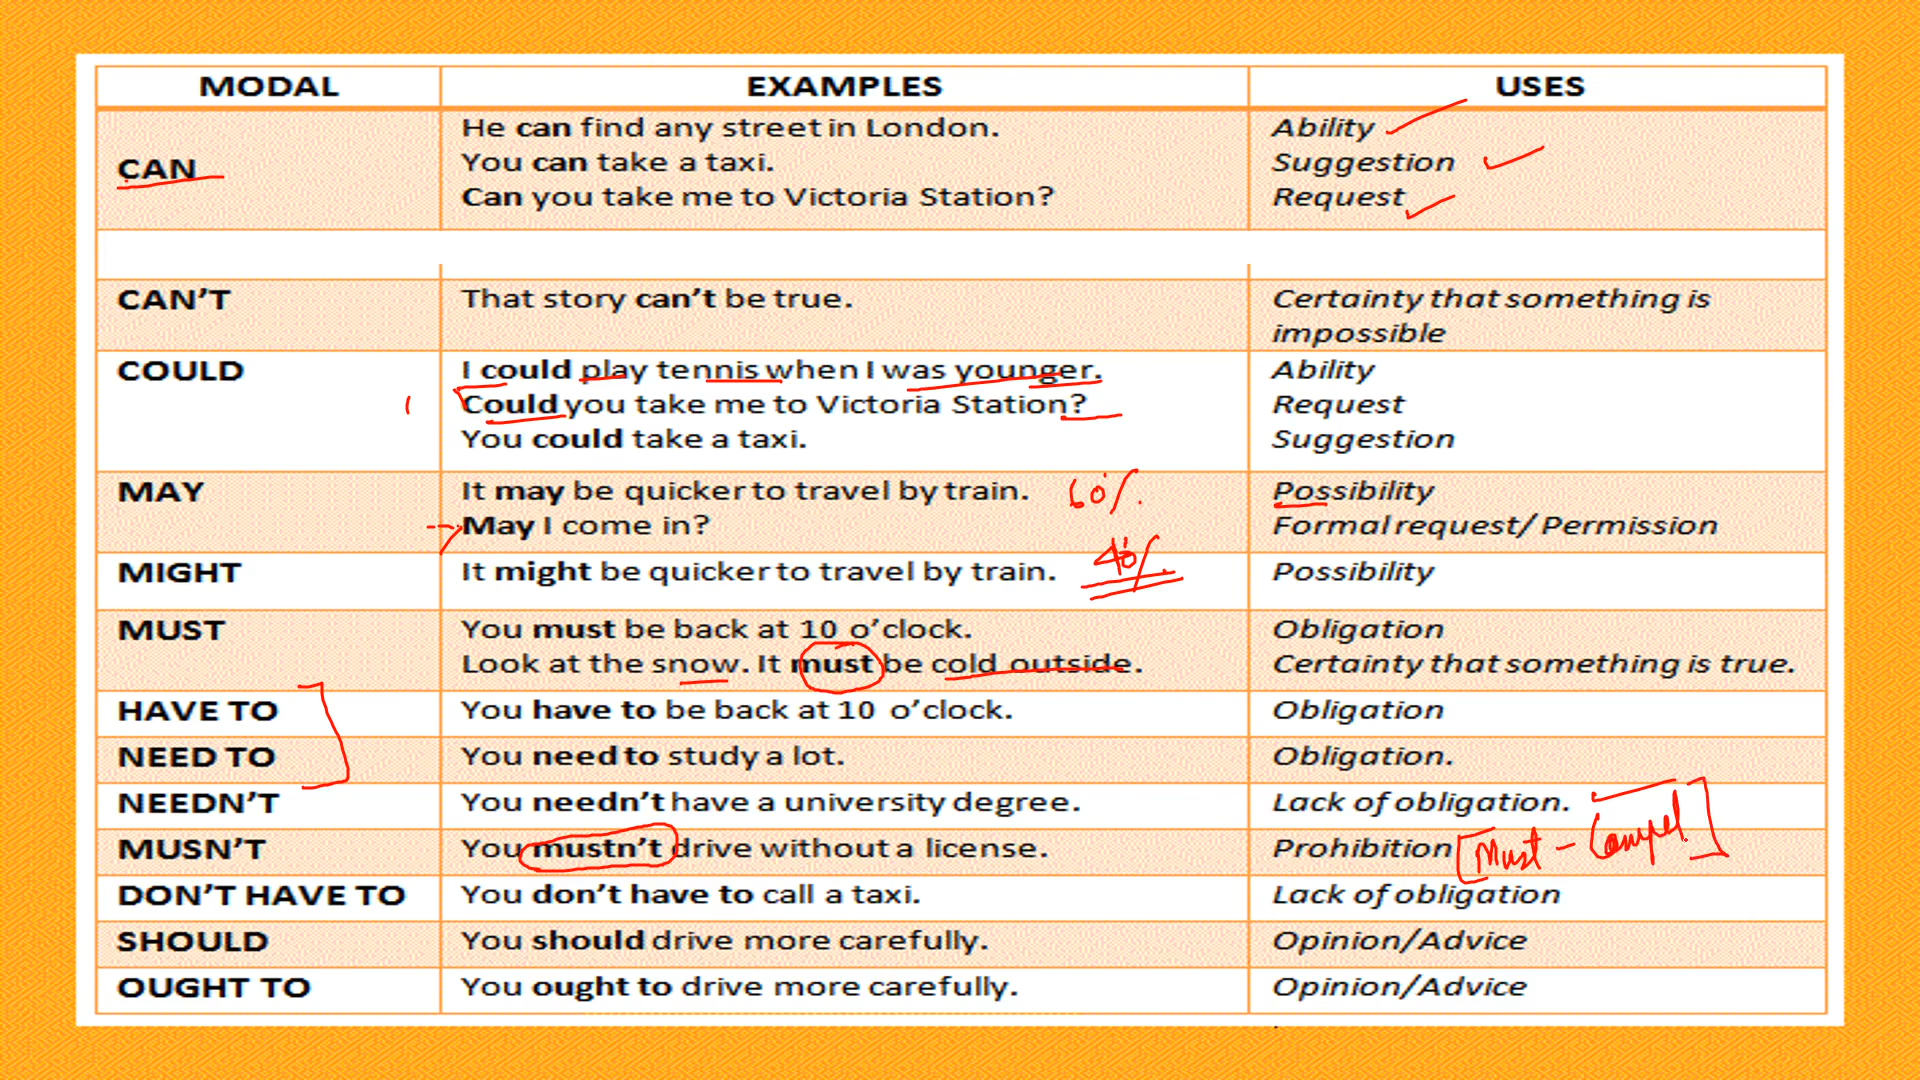 MODAL EXAMPLES USES
CAN
He can find any street in London. Ability
You can take a taxi. Suggestion
Can you take me to Victoria Station? Request
CAN'T That story can't be true. Certainty that something is
impossible
COULD I could play tennis when I was younger. Ability
Could you take me to Victoria Station? Request
You could take a taxi. Suggestion
MAY It may be quicker to travel by train. 60% Possibility
May I come in? Formal request/ Permission
40%
MIGHT It might be quicker to travel by train. Possibility
MUST You must be back at 10 o'clock. Obligation
Look at the snow. It must be cold outside. Certainty that something is true.
HAVE TO You have to be back at 10 o'clock. Obligation
NEED TO You need to study a lot. Obligation.
NEEDN'T You needn't have a university degree. Lack of obligation.
MUSN'T You mustn't drive without a license. Prohibition [Must - Compel]
DON'T HAVE TO You don't have to call a taxi. Lack of obligation
SHOULD You should drive more carefully. Opinion/Advice
OUGHT TO You ought to drive more carefully. Opinion/Advice